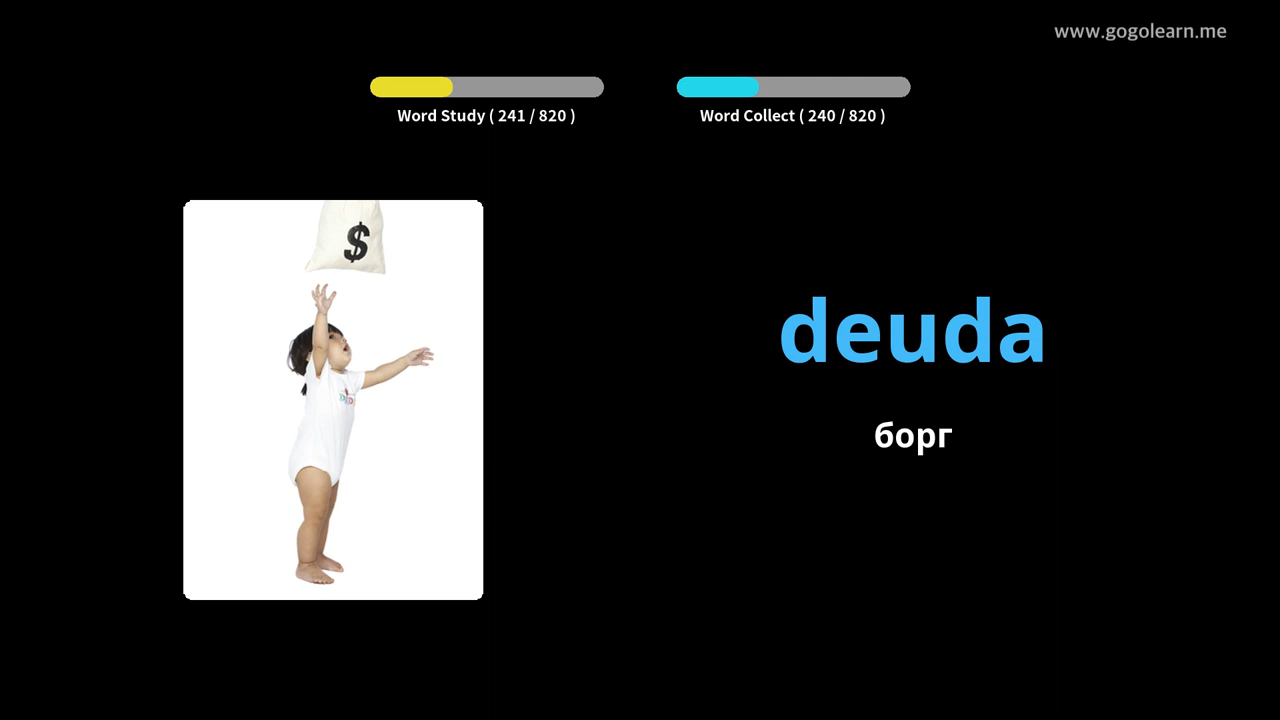 www.gogolearn.me
Word Study ( 241 / 820 )
Word Collect ( 240 / 820 )
$
deuda
борг